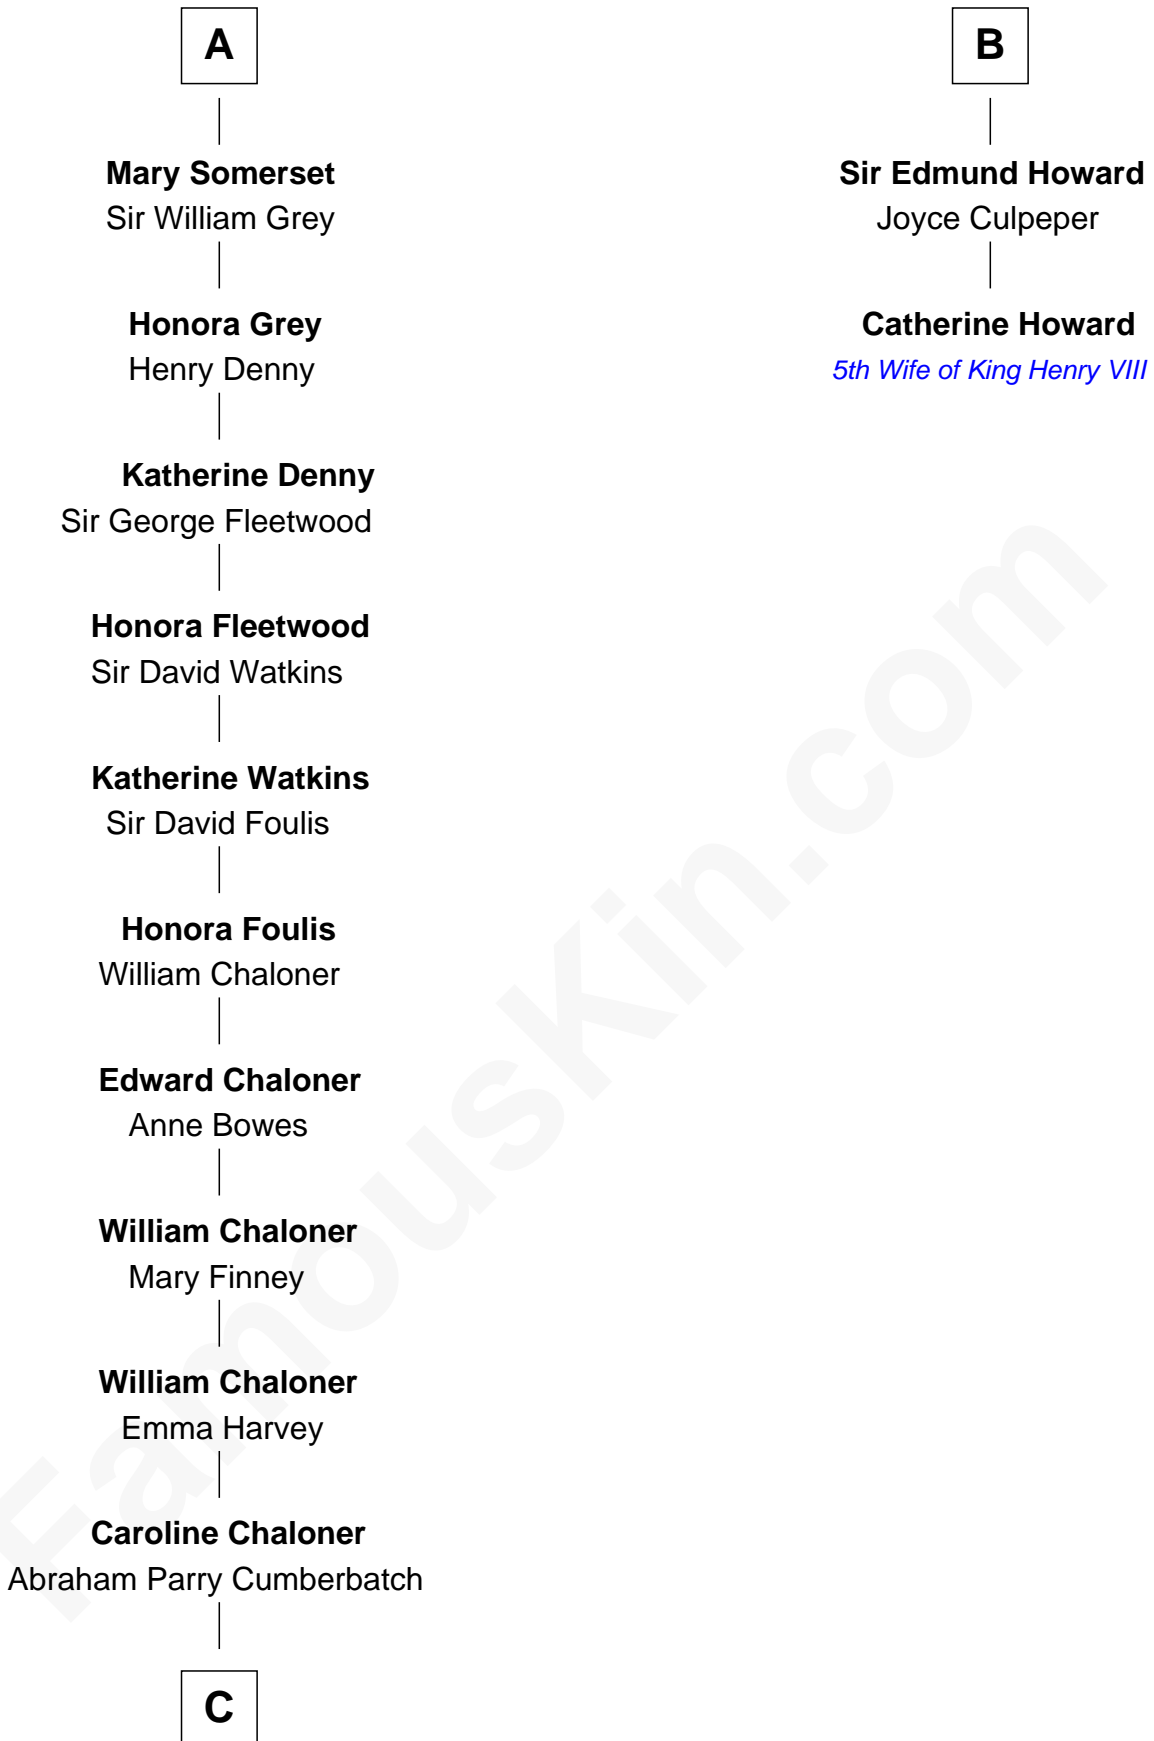 A
Mary Somerset
Sir William Grey
Honora Grey
Henry Denny
Katherine Denny
Sir George Fleetwood
Honora Fleetwood
Sir David Watkins
Katherine Watkins
Sir David Foulis
Honora Foulis
William Chaloner
Edward Chaloner
Anne Bowes
William Chaloner
Mary Finney
William Chaloner
Emma Harvey
Caroline Chaloner
Abraham Parry Cumberbatch
C
B
Sir Edmund Howard
Joyce Culpeper
Catherine Howard
5th Wife of King Henry VIII
FamousKin.com